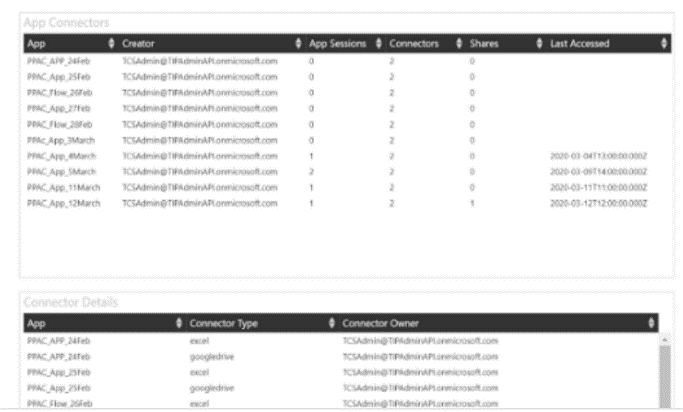 App Connectors
App Creator App Sessions Connectors Shares Last Accessed
PPAC_APP_24Feb TCSAdmin@TIPAdminAPI.onmicrosoft.com 0 2 0
PPAC_App_25Feb TCSAdmin@TIPAdminAPI.onmicrosoft.com 0 2 0
PPAC_Flow_26Feb TCSAdmin@TIPAdminAPI.onmicrosoft.com 0 2 0
PPAC_App_27Feb TCSAdmin@TIPAdminAPI.onmicrosoft.com 0 2 0
PPAC_Flow_28Feb TCSAdmin@TIPAdminAPI.onmicrosoft.com 0 2 0
PPAc_App_3March TCSAdmin@TIPAdminAPI.onmicrosoft.com 0 2 0
PPAC_App_4March TCSAdmin@TIPAdminAPI.onmicrosoft.com 1 2 0 2020-03-04T13:00:00.000Z
PPAC_App_5March TCSAdmin@TIPAdminAPI.onmicrosoft.com 2 2 0 2020-03-09T14:00:00.000Z
PPAC_App_11March TCSAdmin@TIPAdminAPI.onmicrosoft.com 1 2 0 2020-03-11T11:00:00.000Z
PPAC_App_12March TCSAdmin@TIPAdminAPI.onmicrosoft.com 1 2 1 2020-03-12T12:00:00.000Z
Connector Details
App Connector Type Connector Owner
PPAC_APP_24Feb excel TCSAdmin@TIPAdminAPI.onmicrosoft.com
PPAC_APP_24Feb googledrive TCSAdmin@TIPAdminAPI.onmicrosoft.com
PPAC_App_25Feb excel TCSAdmin@TIPAdminAPI.onmicrosoft.com
PPAC_App_25Feb googledrive TCSAdmin@TIPAdminAPI.onmicrosoft.com
PPAC_Flow_26Feb excel TCSAdmin@TIPAdminAPI.onmicrosoft.com